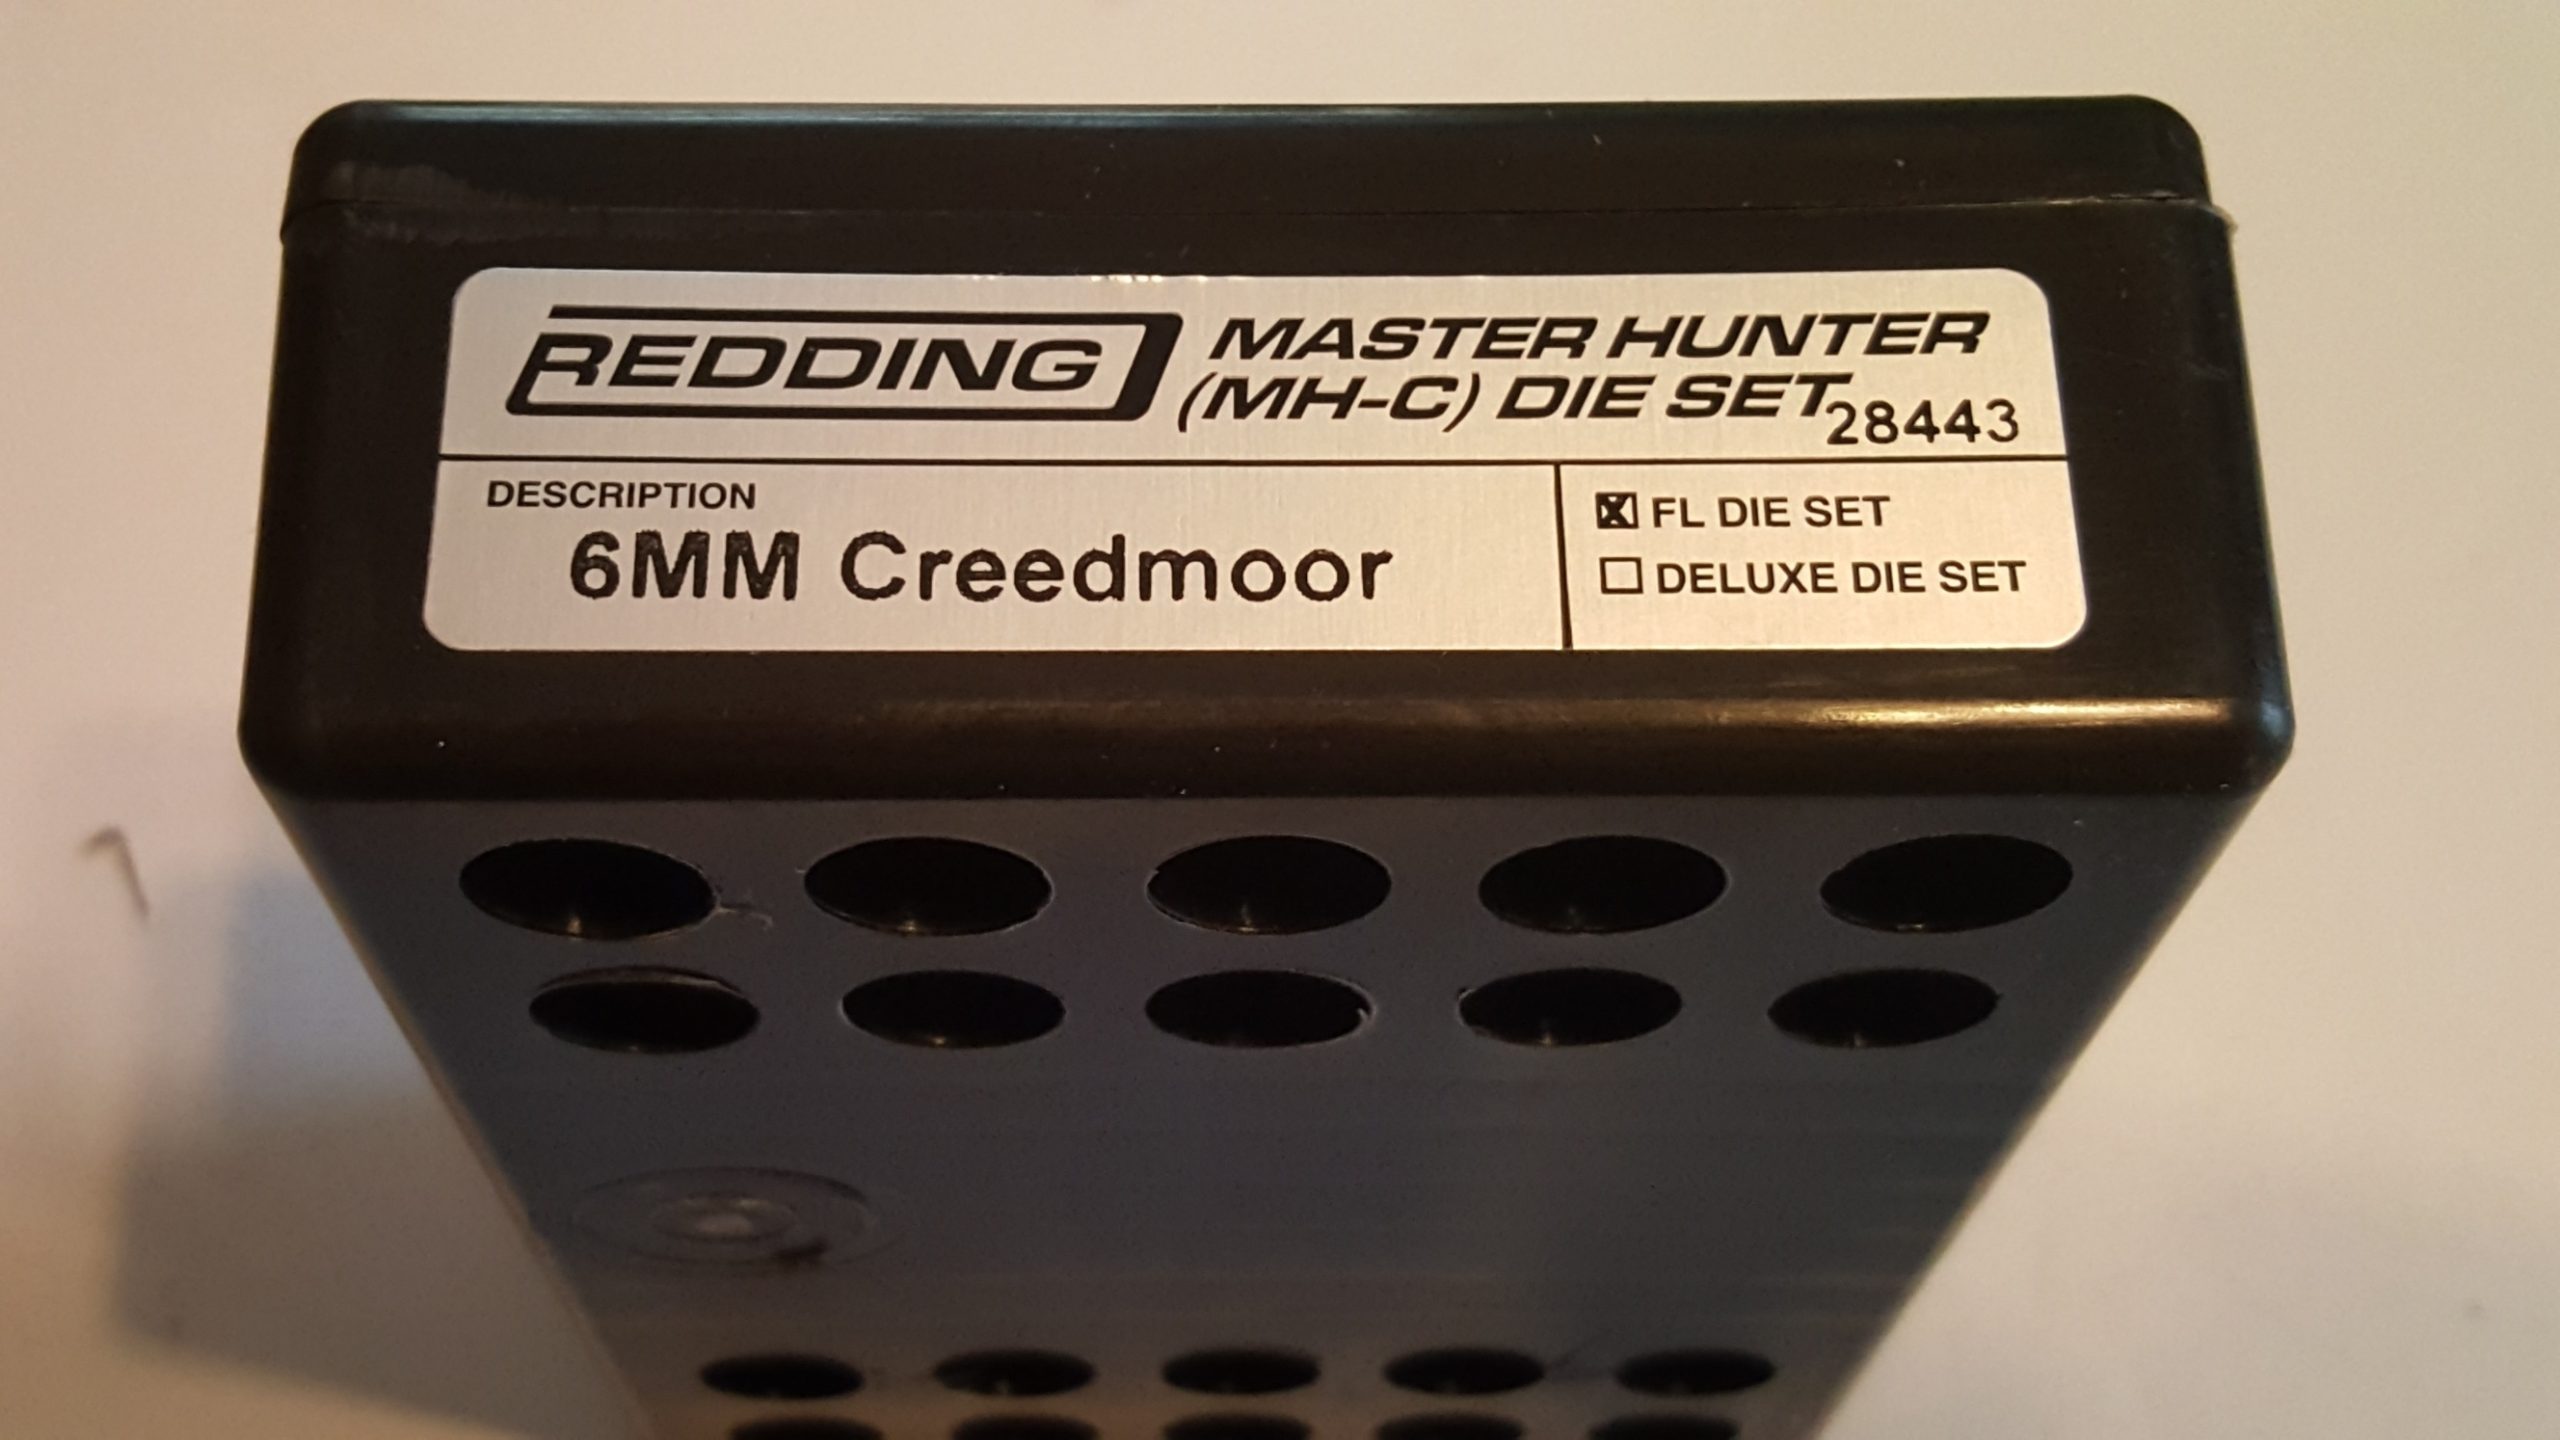 REDDING
MASTER HUNTER
(MH-C) DIE SET
28443
DESCRIPTION
6MM Creedmoor
☒ FL DIE SET
☐ DELUXE DIE SET